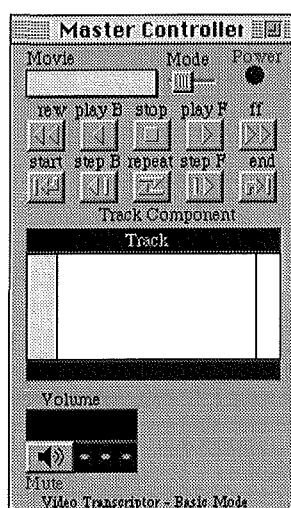 Master Controller
Movie Mode Power
rew play B stop play F ff
start step B repeat step F end
Track Component
Track
Volume
Mute
Video Transcriptor - Basic Mode